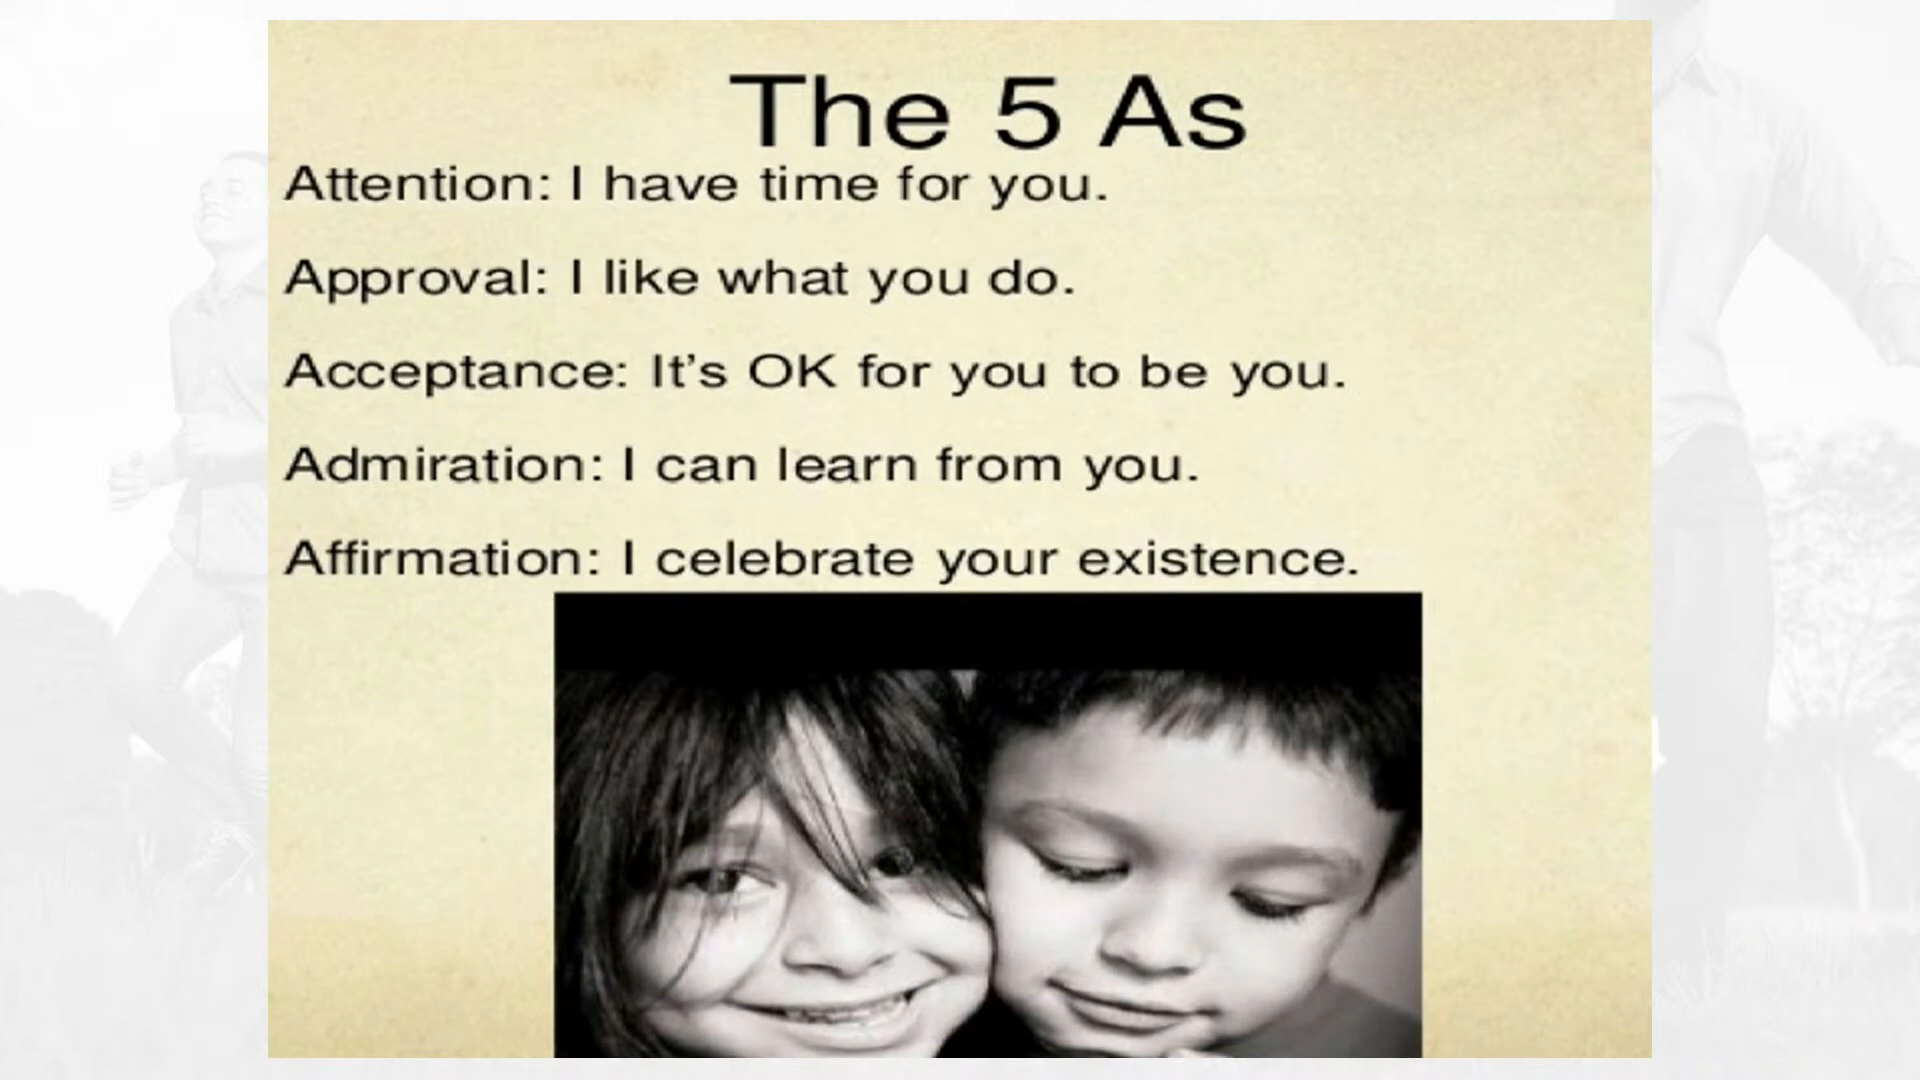 The 5 As
Attention: I have time for you.
Approval: I like what you do.
Acceptance: It’s OK for you to be you.
Admiration: I can learn from you.
Affirmation: I celebrate your existence.